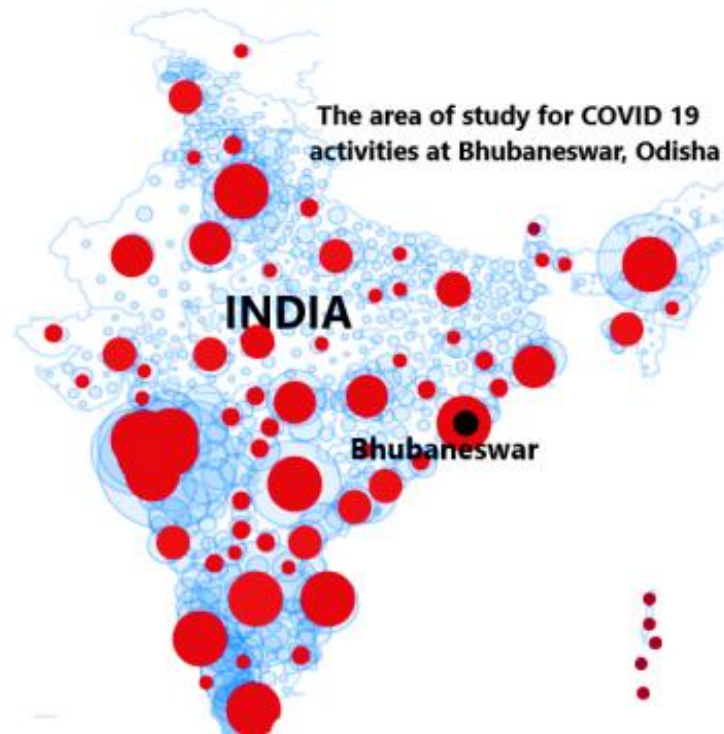 The area of study for COVID 19
activities at Bhubaneswar, Odisha
INDIA
Bhubaneswar